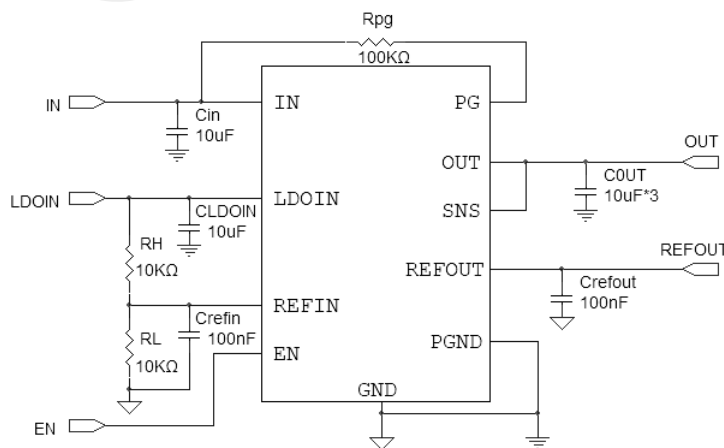 Rpg
100KΩ
IN
Cin
10uF
IN
PG
OUT
OUT
C0UT
10uF*3
LDOIN
CLDOIN
10uF
LDOIN
SNS
RH
10KΩ
REFOUT
REFOUT
Crefout
100nF
REFIN
Crefin
100nF
RL
10KΩ
EN
PGND
GND
EN